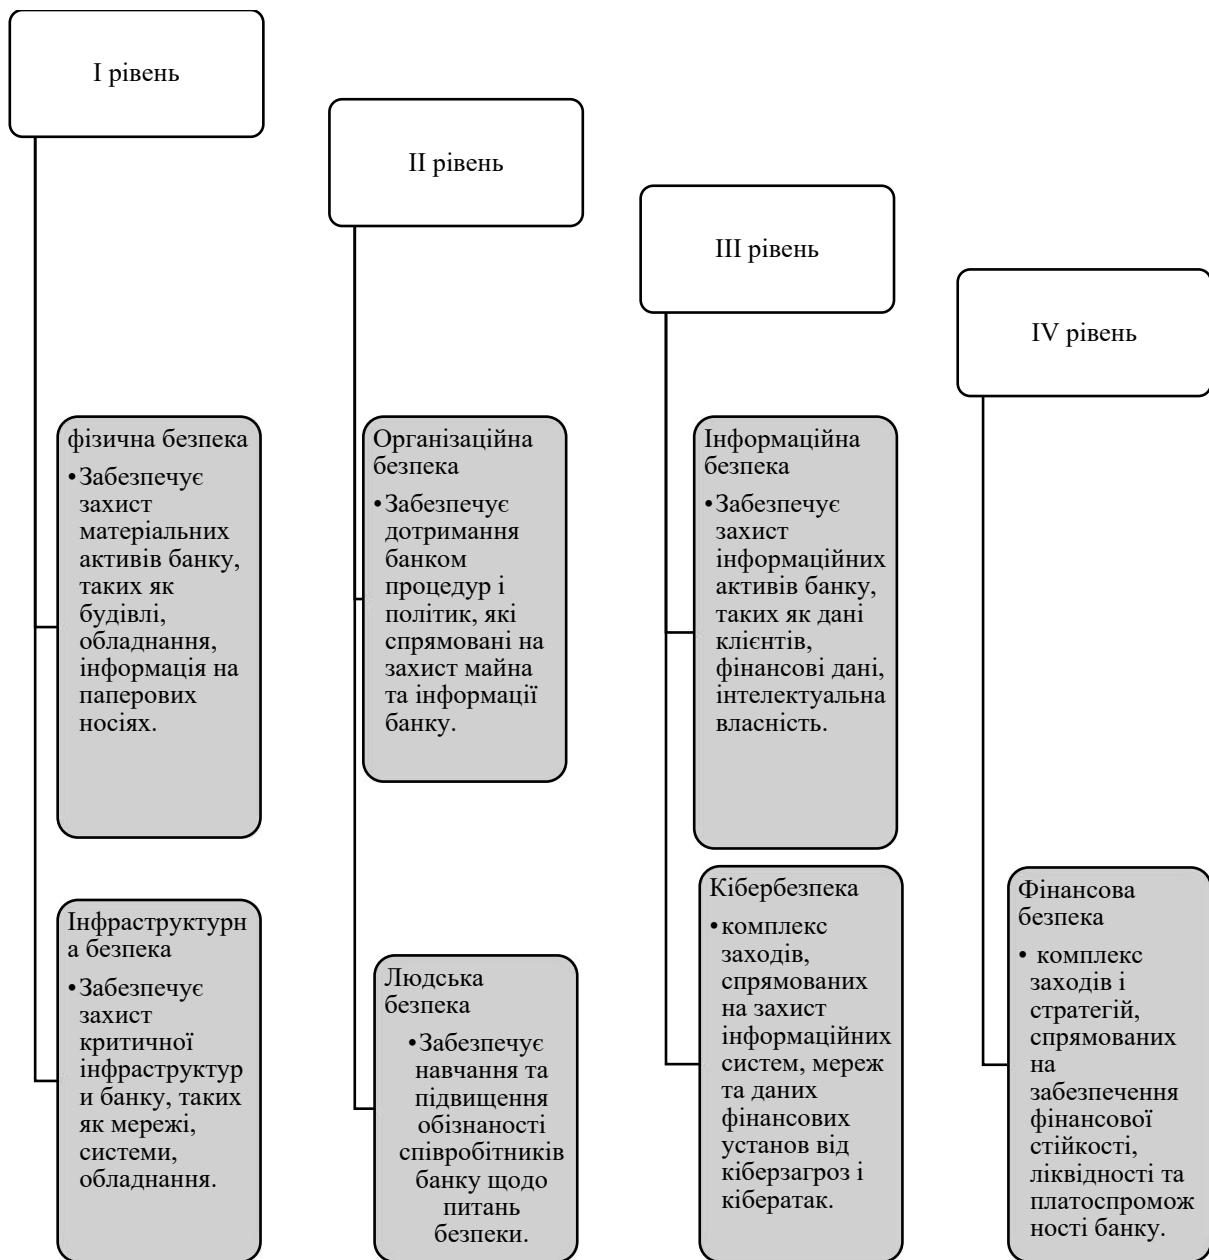 І рівень
фізична безпека
•Забезпечує
захист
матеріальних
активів банку,
таких як
будівлі,
обладнання,
інформація на
паперових
носіях.
Інфраструктурн
а безпека
•Забезпечує
захист
критичної
інфраструктур
и банку, таких
як мережі,
системи,
обладнання.
ІІ рівень
Організаційна
безпека
•Забезпечує
дотримання
банком
процедур і
політик, які
спрямовані на
захист майна
та інформації
банку.
Людська
безпека
•Забезпечує
навчання та
підвищення
обізнаності
співробітників
банку щодо
питань
безпеки.
ІІІ рівень
Інформаційна
безпека
•Забезпечує
захист
інформаційних
активів банку,
таких як дані
клієнтів,
фінансові дані,
інтелектуальна
власність.
Кібербезпека
•комплекс
заходів,
спрямованих
на захист
інформаційних
систем, мереж
та даних
фінансових
установ від
кіберзагроз і
кібератак.
IV рівень
Фінансова
безпека
• комплекс
заходів і
стратегій,
спрямованих
на
забезпечення
фінансової
стійкості,
ліквідності та
платоспромож
ності банку.